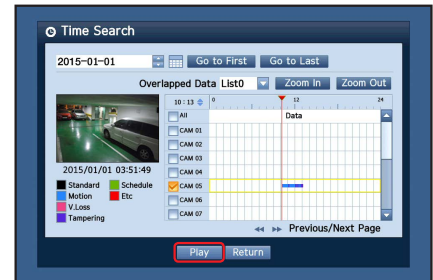 Time Search
2015-01-01 Go to First Go to Last
Overlapped Data List0 Zoom In Zoom Out
10 : 13 0 12 24
All Data
CAM 01
CAM 02
CAM 03
CAM 04
2015/01/01 03:51:49
CAM 05
CAM 06
CAM 07
Standard Schedule
Motion Etc
V.Loss
Tampering
Previous/Next Page
Play Return